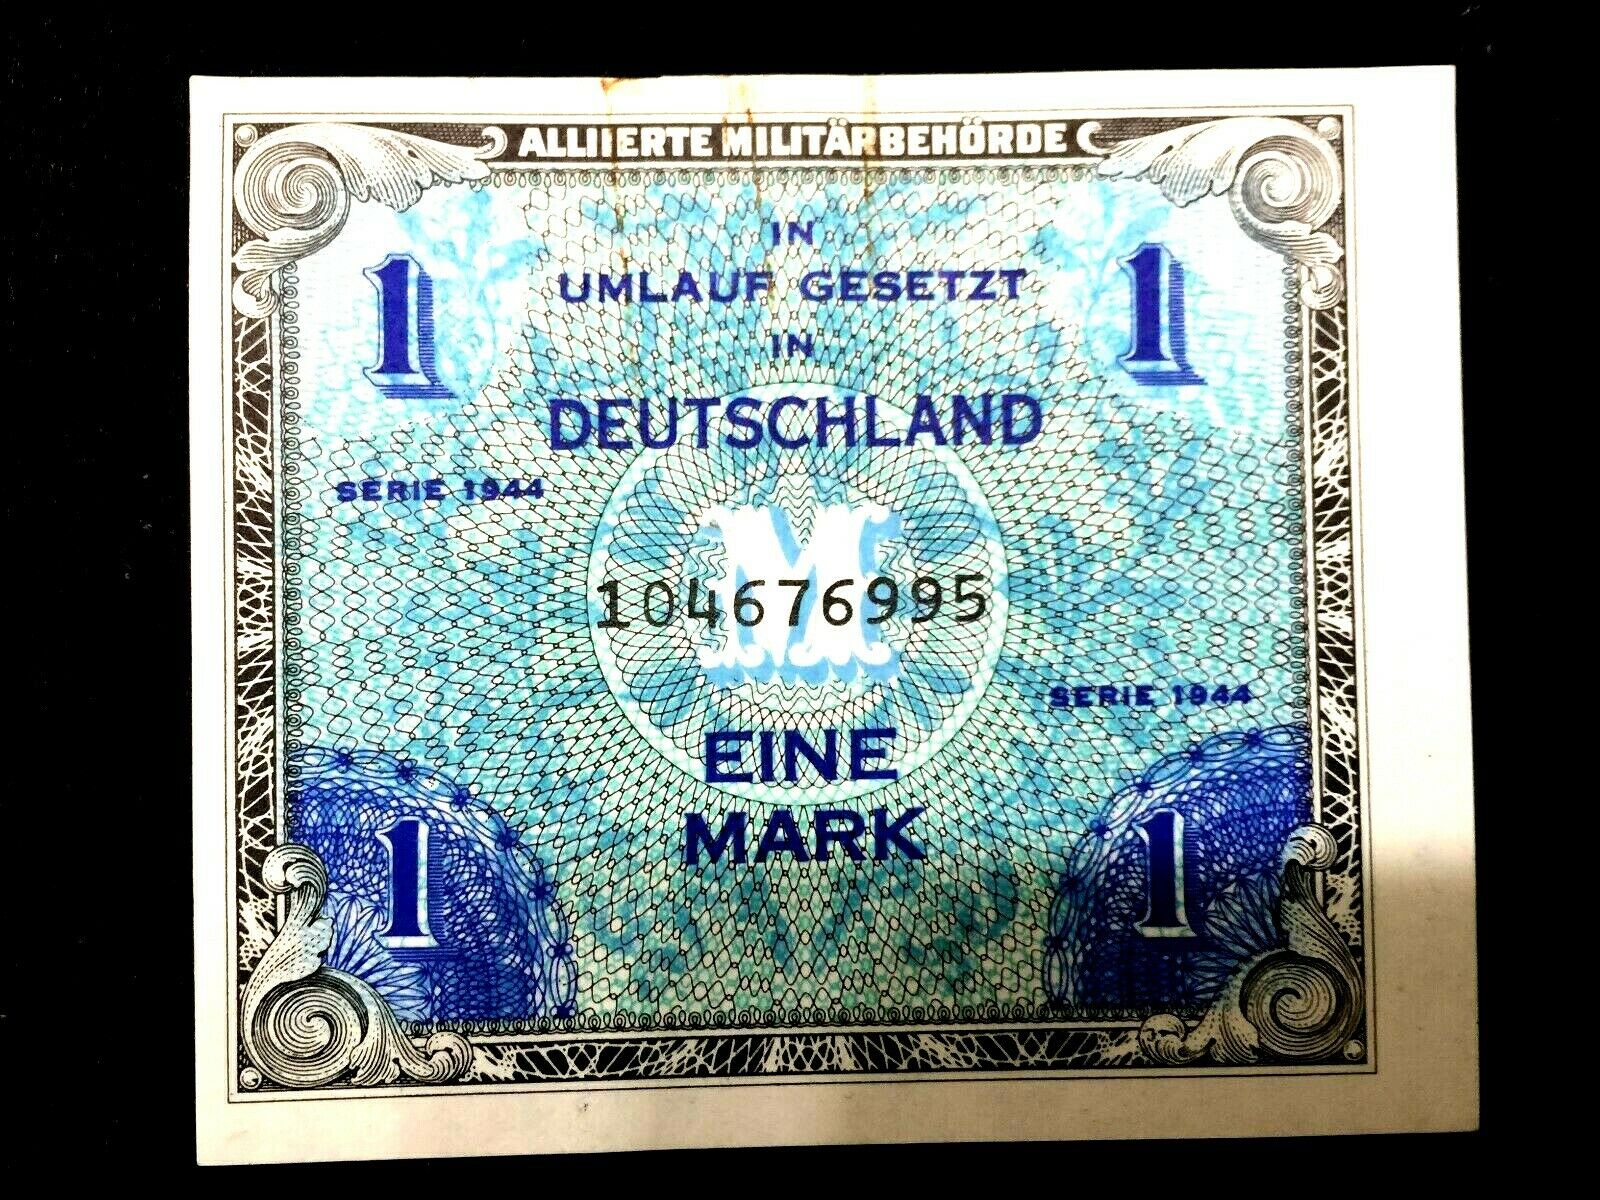 ALLIIERTE MILITÄRBEHÖRDE
IN
1 UMLAUF GESETZT 1
IN
DEUTSCHLAND
SERIE 1944
M
104676995
SERIE 1944
EINE
1 MARK 1